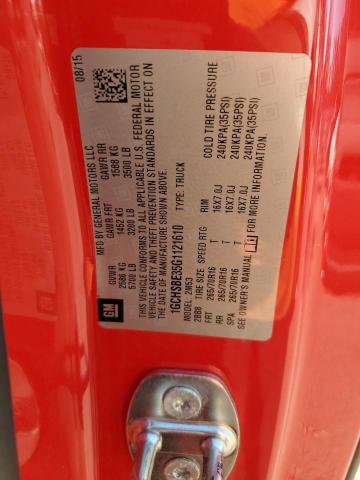 MFD BY GENERAL MOTORS LLC
08/15
GVWR GAWR FRT GAWR RR
2586 KG 1452 KG 1588 KG
5700 LB 3200 LB 3500 LB
THIS VEHICLE CONFORMS TO ALL APPLICABLE U.S. FEDERAL MOTOR
VEHICLE SAFETY AND THEFT PREVENTION STANDARDS IN EFFECT ON
THE DATE OF MANUFACTURE SHOWN ABOVE.
1GCHSBE35G1121610 TYPE: TRUCK
MODEL: 2M53
2BBB TIRE SIZE SPEED RTG RIM COLD TIRE PRESSURE
FRT 265/70R16 T 16X7.0J 240KPA(35PSI)
RR 265/70R16 T 16X7.0J 240KPA(35PSI)
SPA 265/70R16 T 16X7.0J 240KPA(35PSI)
SEE OWNER'S MANUAL FOR MORE INFORMATION.
GM